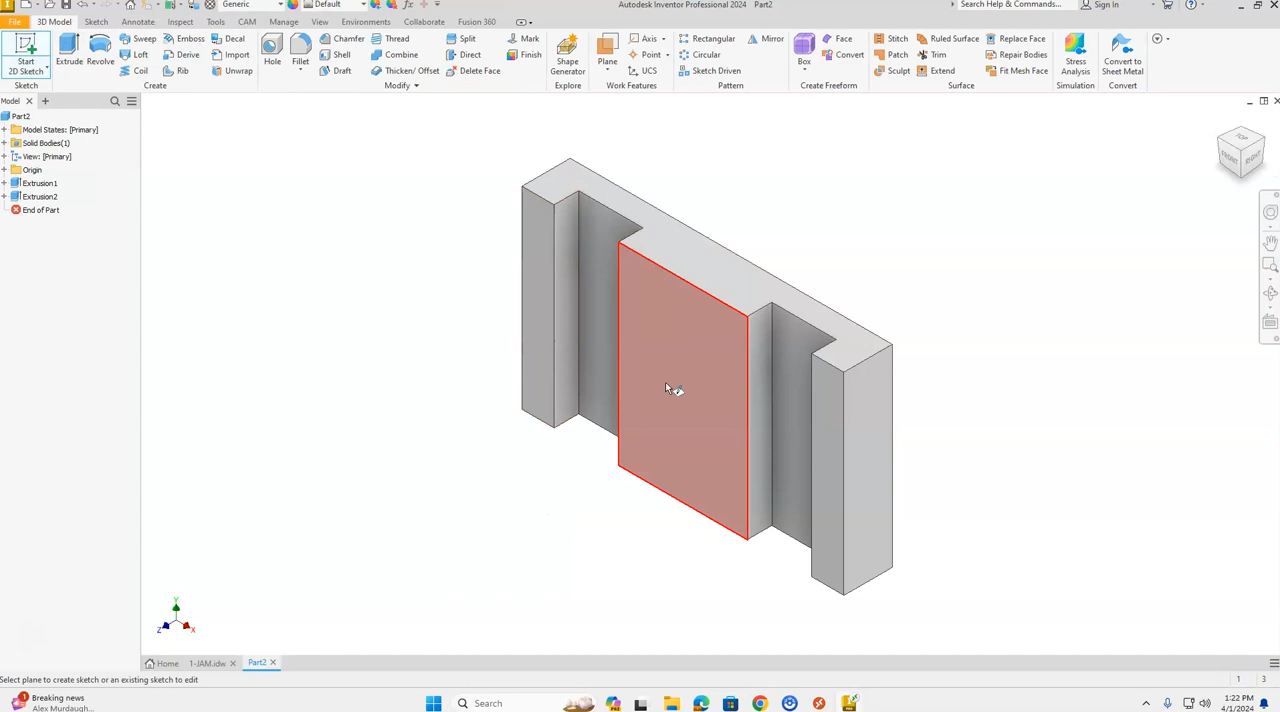 Generic
Default
fx
Autodesk Inventor Professional 2024 Part2
Search Help & Commands...
Sign In
File 3D Model Sketch Annotate Inspect Tools CAM Manage View Environments Collaborate Fusion 360
Start
2D Sketch
Extrude
Revolve
Sweep
Loft
Coil
Emboss
Derive
Rib
Decal
Import
Unwrap
Hole
Fillet
Chamfer
Shell
Draft
Thread
Combine
Thicken/ Offset
Split
Direct
Delete Face
Mark
Finish
Shape
Generator
Plane
Axis
Point
UCS
Rectangular
Circular
Sketch Driven
Mirror
Box
Face
Convert
Stitch
Patch
Sculpt
Ruled Surface
Trim
Extend
Replace Face
Repair Bodies
Fit Mesh Face
Stress
Analysis
Convert to
Sheet Metal
Sketch Create Modify Explore Work Features Pattern Create Freeform Surface Simulation Convert
Model
Part2
Model States: [Primary]
Solid Bodies(1)
View: [Primary]
Origin
Extrusion1
Extrusion2
End of Part
TOP
FRONT
RIGHT
Y
Z
X
Home 1-JAM.idw Part2
Select plane to create sketch or an existing sketch to edit
1 3
1
Breaking news
Alex Murdaugh...
Search
PRO
1:22 PM
4/1/2024